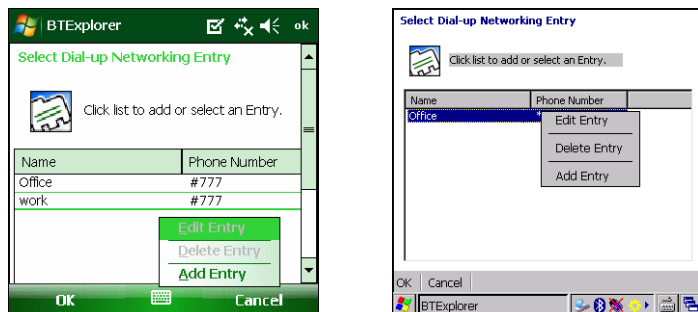 BTExplorer ok
Select Dial-up Networking Entry
Click list to add or select an Entry.
Name Phone Number
Office #777
work #777
Edit Entry
Delete Entry
Add Entry
OK Cancel
Select Dial-up Networking Entry
Click list to add or select an Entry.
Name Phone Number
Office
Edit Entry
Delete Entry
Add Entry
OK Cancel
BTExplorer